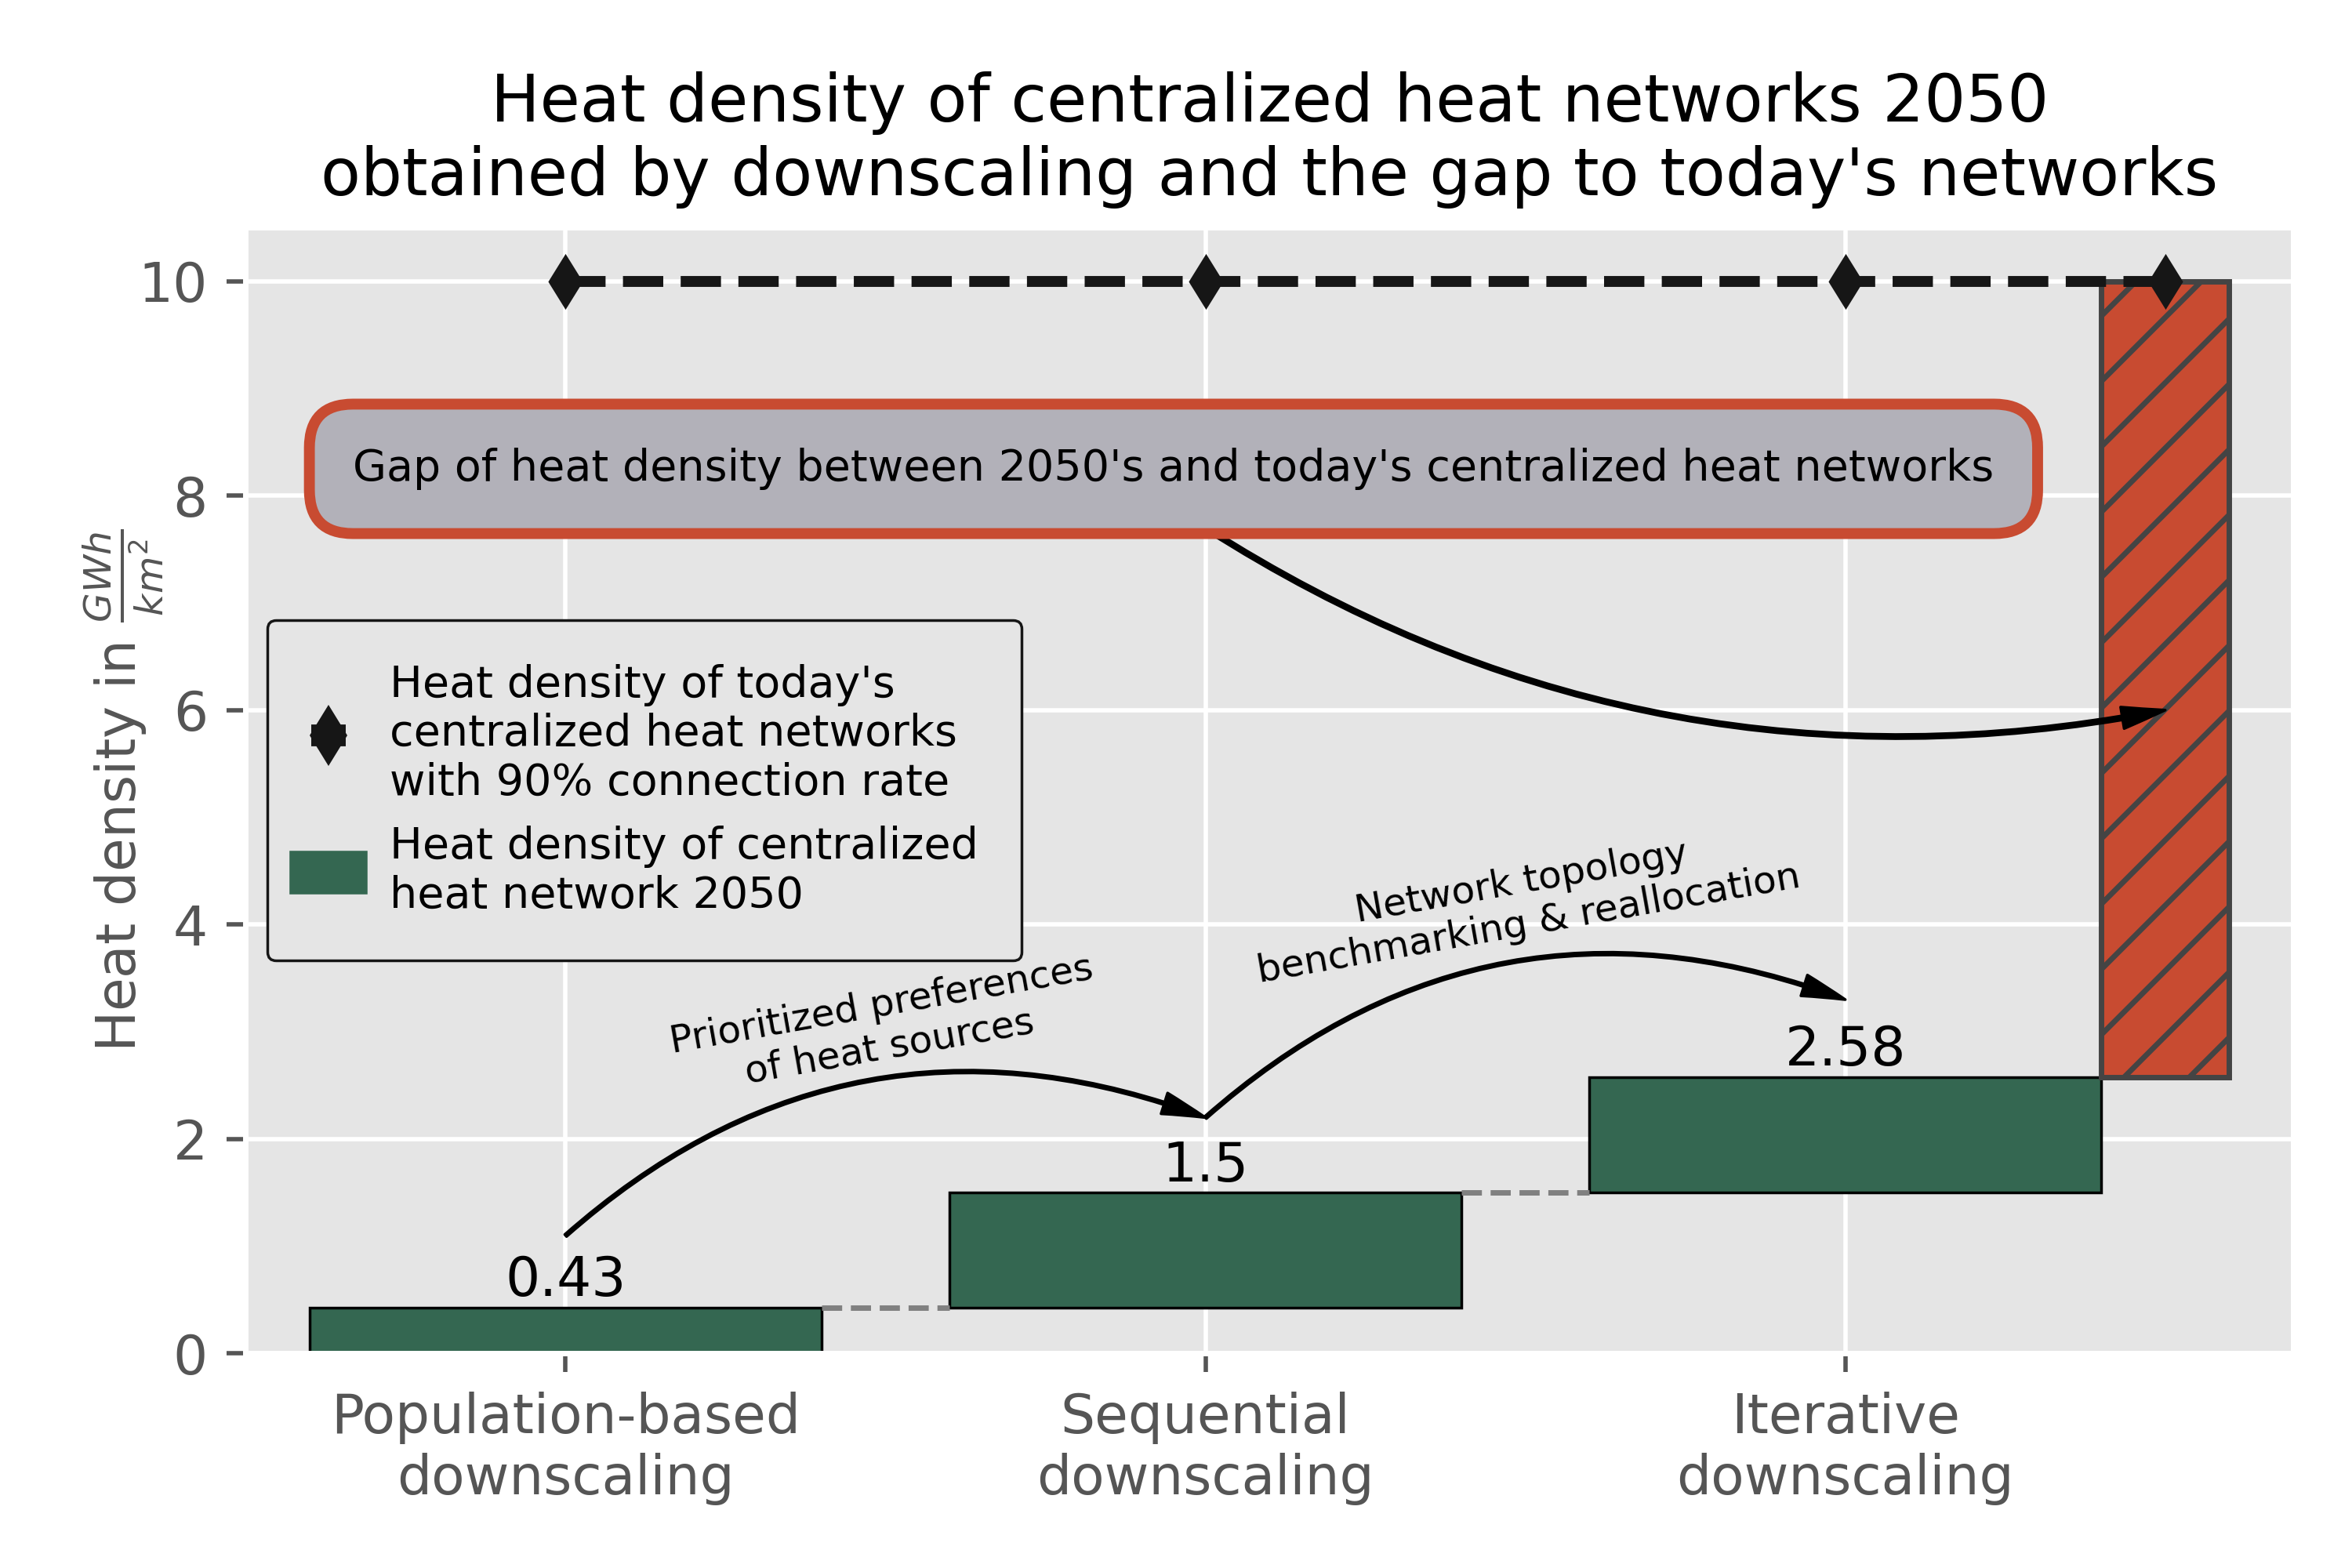 Heat density of centralized heat networks 2050
obtained by downscaling and the gap to today's networks
Heat density in GWh/km²
10
8
6
4
2
0
Gap of heat density between 2050's and today's centralized heat networks
Heat density of today's
centralized heat networks
with 90% connection rate
Heat density of centralized
heat network 2050
Network topology
benchmarking & reallocation
Prioritized preferences
of heat sources
2.58
1.5
0.43
Population-based
downscaling
Sequential
downscaling
Iterative
downscaling